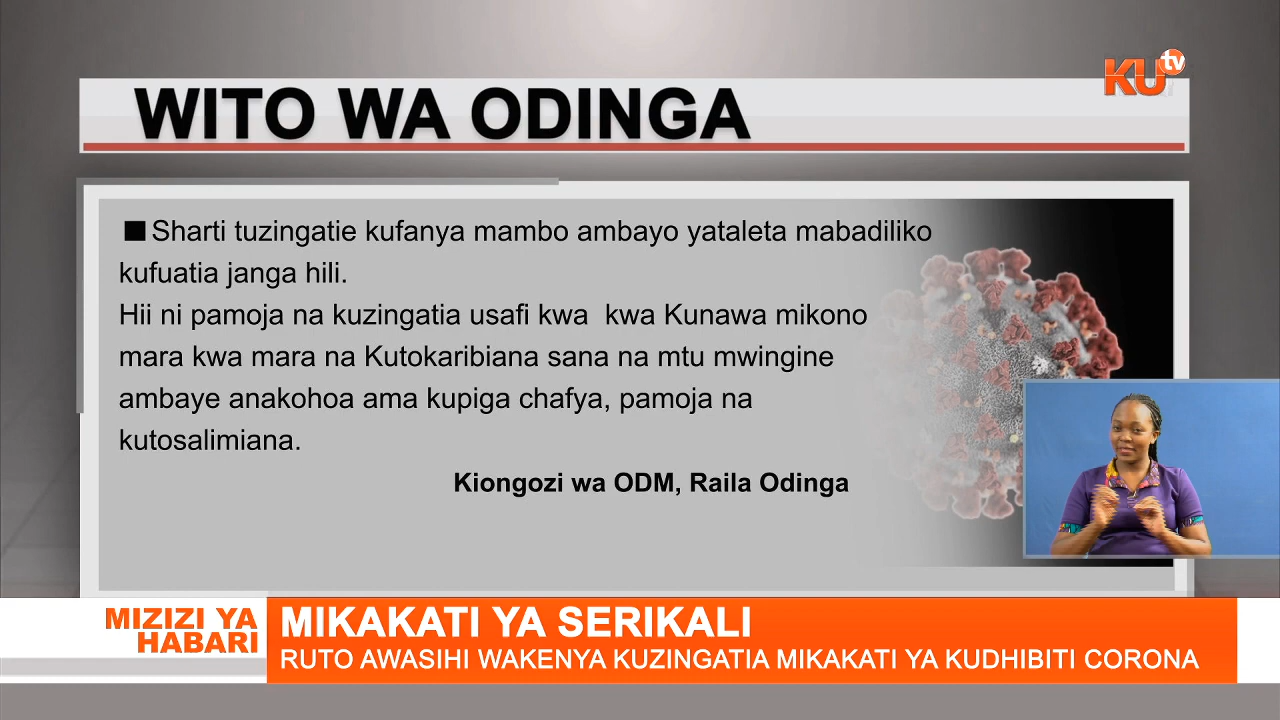 KUtv
WITO WA ODINGA
■Sharti tuzingatie kufanya mambo ambayo yataleta mabadiliko
kufuatia janga hili.
Hii ni pamoja na kuzingatia usafi kwa  kwa Kunawa mikono
mara kwa mara na Kutokaribiana sana na mtu mwingine
ambaye anakohoa ama kupiga chafya, pamoja na
kutosalimiana.
Kiongozi wa ODM, Raila Odinga
MIZIZI YA
HABARI
MIKAKATI YA SERIKALI
RUTO AWASIHI WAKENYA KUZINGATIA MIKAKATI YA KUDHIBITI CORONA